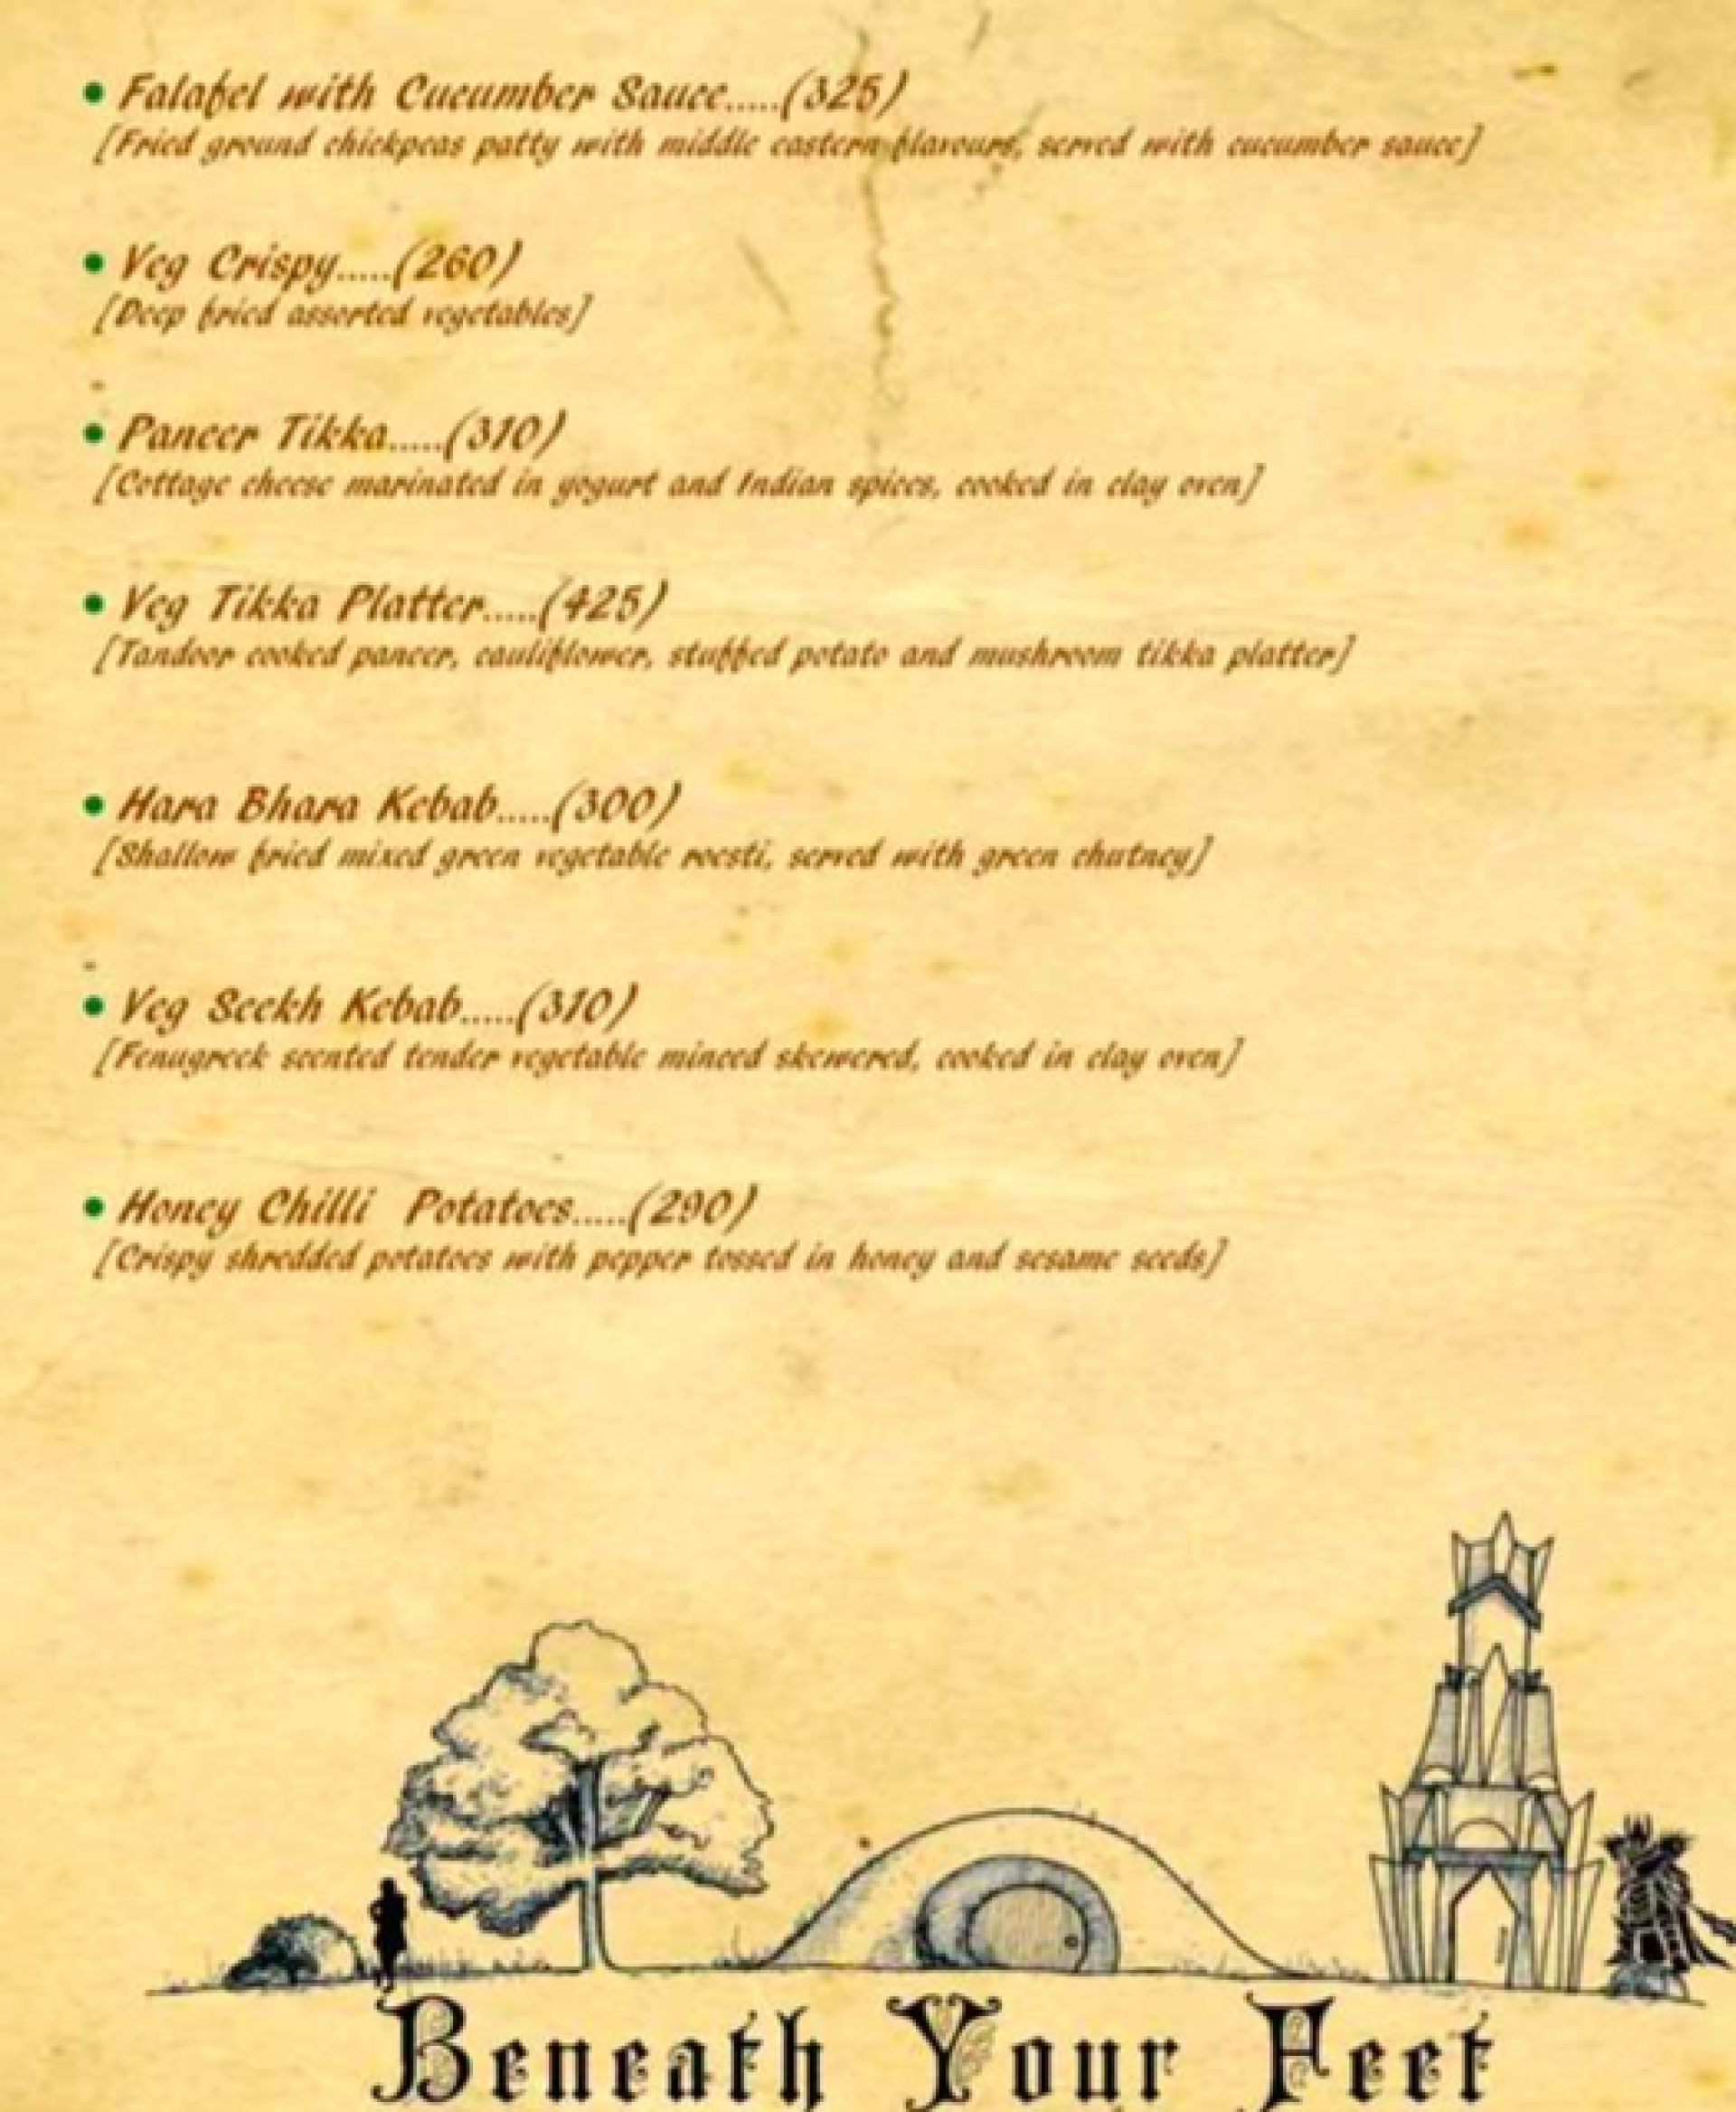 • Falafel with Cucumber Sauce......(325)
[Fried ground chickpeas patty with middle eastern flavours, served with cucumber sauce]
• Veg Crispy......(260)
[Deep fried assorted vegetables]
• Paneer Tikka......(310)
[Cottage cheese marinated in yogurt and Indian spices, cooked in clay oven]
• Veg Tikka Platter......(425)
[Tandoor cooked paneer, cauliflower, stuffed potato and mushroom tikka platter]
• Hara Bhara Kebab......(300)
[Shallow fried mixed green vegetable roesti, served with green chutney]
• Veg Seekh Kebab......(310)
[Fenugreek scented tender vegetable minced skewered, cooked in clay oven]
• Honey Chilli Potatoes......(290)
[Crispy shredded potatoes with pepper tossed in honey and sesame seeds]
Beneath Your Feet